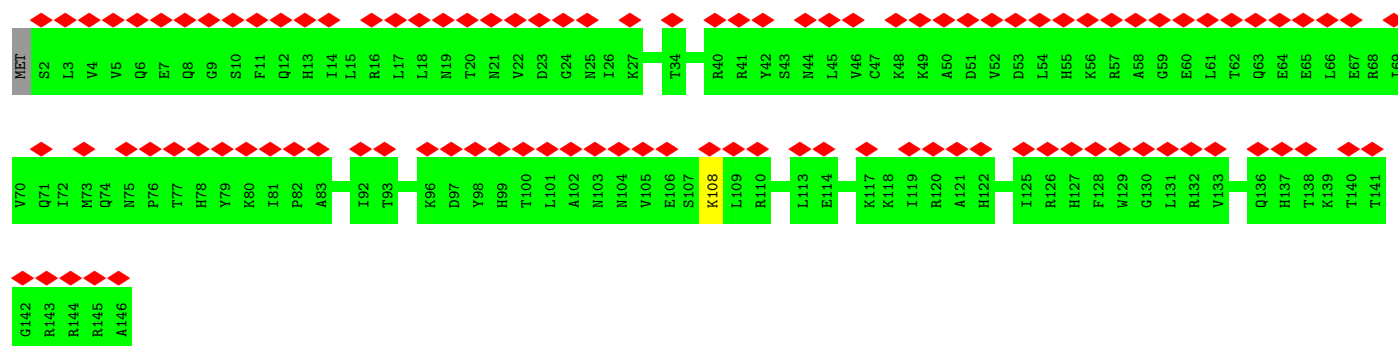 MET S2 L3 V4 V5 Q6 E7 Q8 G9 S10 F11 Q12 H13 I14 L15 R16 L17 L18 N19 T20 N21 V22 D23 G24 N25 I26 K27 T34 R40 R41 Y42 S43 N44 L45 V46 C47 K48 K49 A50 D51 V52 D53 L54 H55 K56 R57 A58 G59 E60 L61 T62 Q63 E64 E65 L66 E67 R68 I69
V70 Q71 I72 M73 Q74 N75 P76 T77 H78 Y79 K80 I81 P82 A83 I92 T93 K96 D97 Y98 H99 T100 L101 A102 N103 N104 V105 E106 S107 K108 L109 R110 L113 E114 K117 K118 I119 R120 A121 H122 I125 R126 H127 F128 W129 G130 L131 R132 V133 Q136 H137 T138 K139 T140 T141
G142 R143 R144 R145 A146